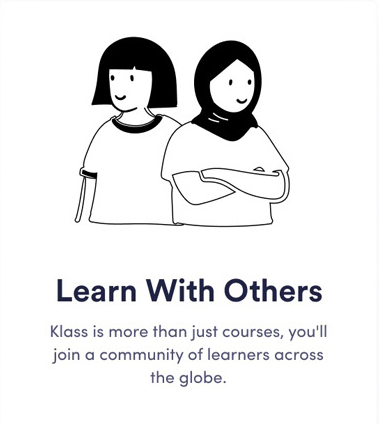 Learn With Others
Klass is more than just courses, you'll
join a community of learners across
the globe.